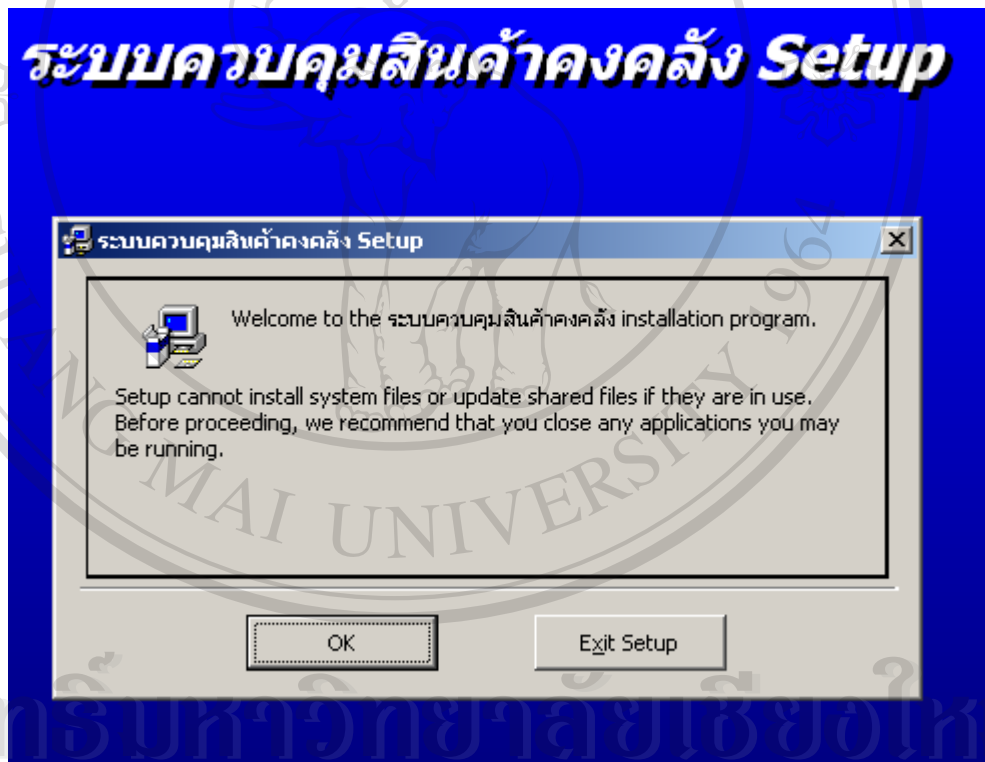 ระบบควบคุมสินค้าคงคลัง Setup
ระบบควบคุมสินค้าคงคลัง Setup
Welcome to the ระบบควบคุมสินค้าคงคลัง installation program.
Setup cannot install system files or update shared files if they are in use.
Before proceeding, we recommend that you close any applications you may
be running.
OK
Exit Setup
MAI UNIVERSITY 1964